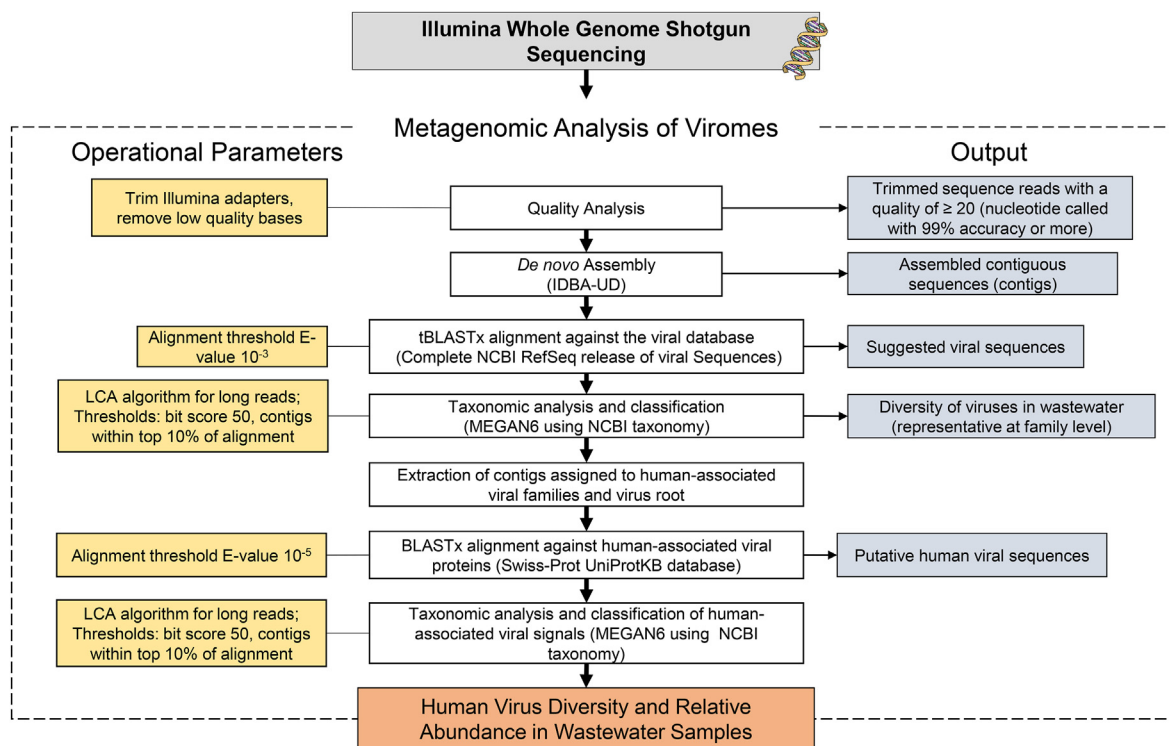 Illumina Whole Genome Shotgun
Sequencing
Metagenomic Analysis of Viromes
Operational Parameters
Output
Trim Illumina adapters,
remove low quality bases
Quality Analysis
Trimmed sequence reads with a
quality of ≥ 20 (nucleotide called
with 99% accuracy or more)
De novo Assembly
(IDBA-UD)
Assembled contiguous
sequences (contigs)
Alignment threshold E-
value 10⁻³
tBLASTx alignment against the viral database
(Complete NCBI RefSeq release of viral Sequences)
Suggested viral sequences
LCA algorithm for long reads;
Thresholds: bit score 50, contigs
within top 10% of alignment
Taxonomic analysis and classification
(MEGAN6 using NCBI taxonomy)
Diversity of viruses in wastewater
(representative at family level)
Extraction of contigs assigned to human-associated
viral families and virus root
Alignment threshold E-value 10⁻⁵
BLASTx alignment against human-associated viral
proteins (Swiss-Prot UniProtKB database)
Putative human viral sequences
LCA algorithm for long reads;
Thresholds: bit score 50, contigs
within top 10% of alignment
Taxonomic analysis and classification of human-
associated viral signals (MEGAN6 using NCBI
taxonomy)
Human Virus Diversity and Relative
Abundance in Wastewater Samples